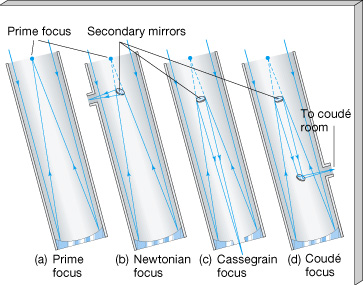 Prime focus
Secondary mirrors
To coudé
room
(a) Prime
focus
(b) Newtonian
focus
(c) Cassegrain
focus
(d) Coudé
focus